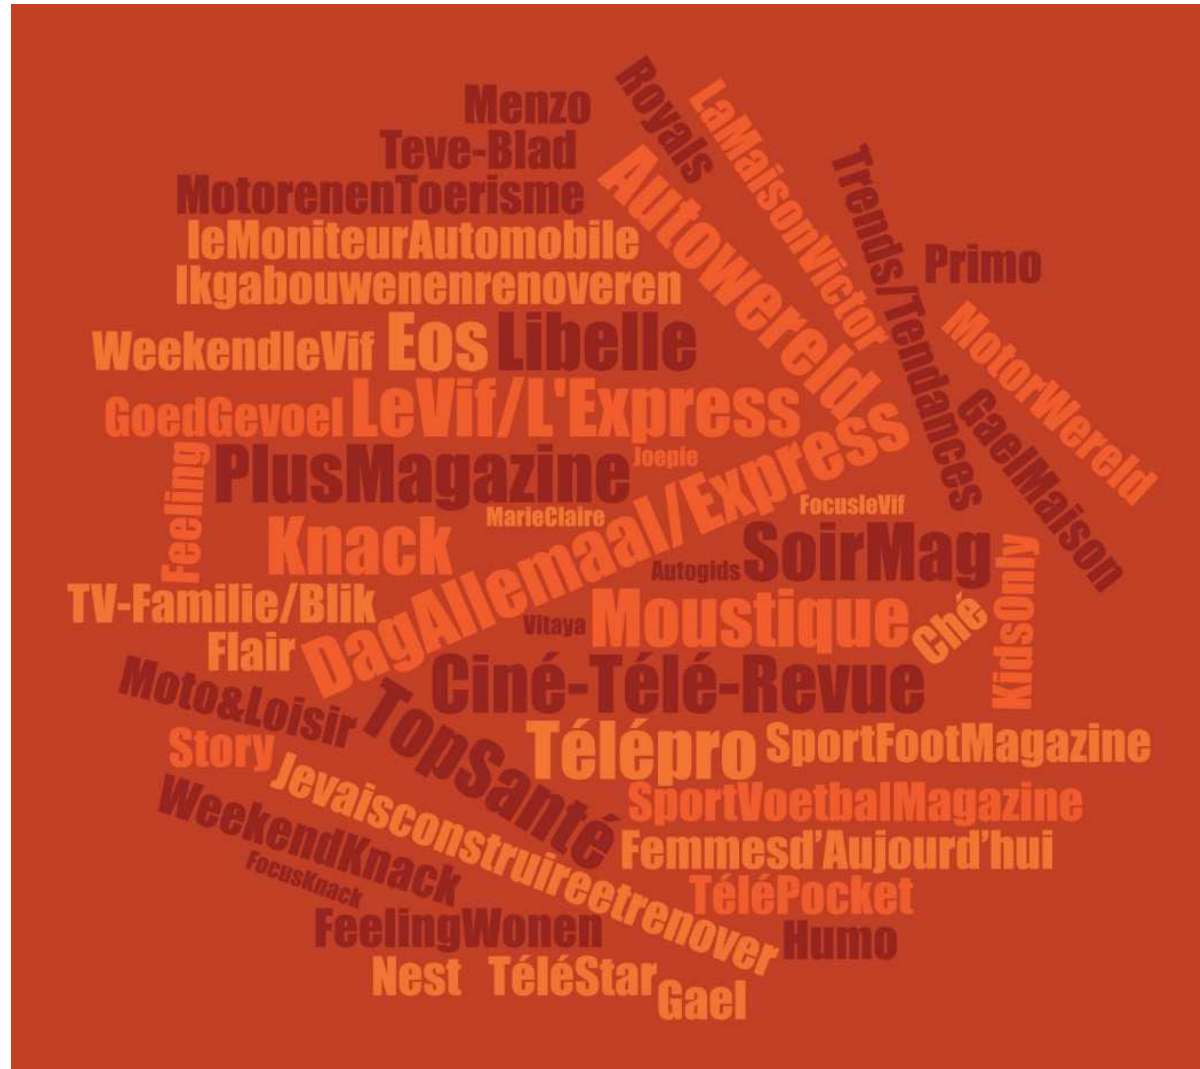 Menzo
Royals
LaMaisonVictor
Teve-Blad
Trends/Tendances
MotorenenToerisme
Autowereld
leMoniteurAutomobile
Primo
Ikgabouwenenrenoveren
MotorWereld
WeekendleVif
Eos
Libelle
GoedGevoel
LeVif/L'Express
GaelMaison
Feeling
PlusMagazine
Joepie
DagAllemaal/Express
MarieClaire
FocusleVif
Knack
Autogids
SoirMag
KidsOnly
TV-Familie/Blik
Vitaya
Moustique
Ché
Flair
Ciné-Télé-Revue
Moto&Loisirs
TopSanté
Story
Télépro
SportFootMagazine
Jevaisconstruireetrenover
WeekendKnack
SportVoetbalMagazine
Femmesd’Aujourd’hui
FocusKnack
TéléPocket
FeelingWonen
Humo
Nest
TéléStar
Gael